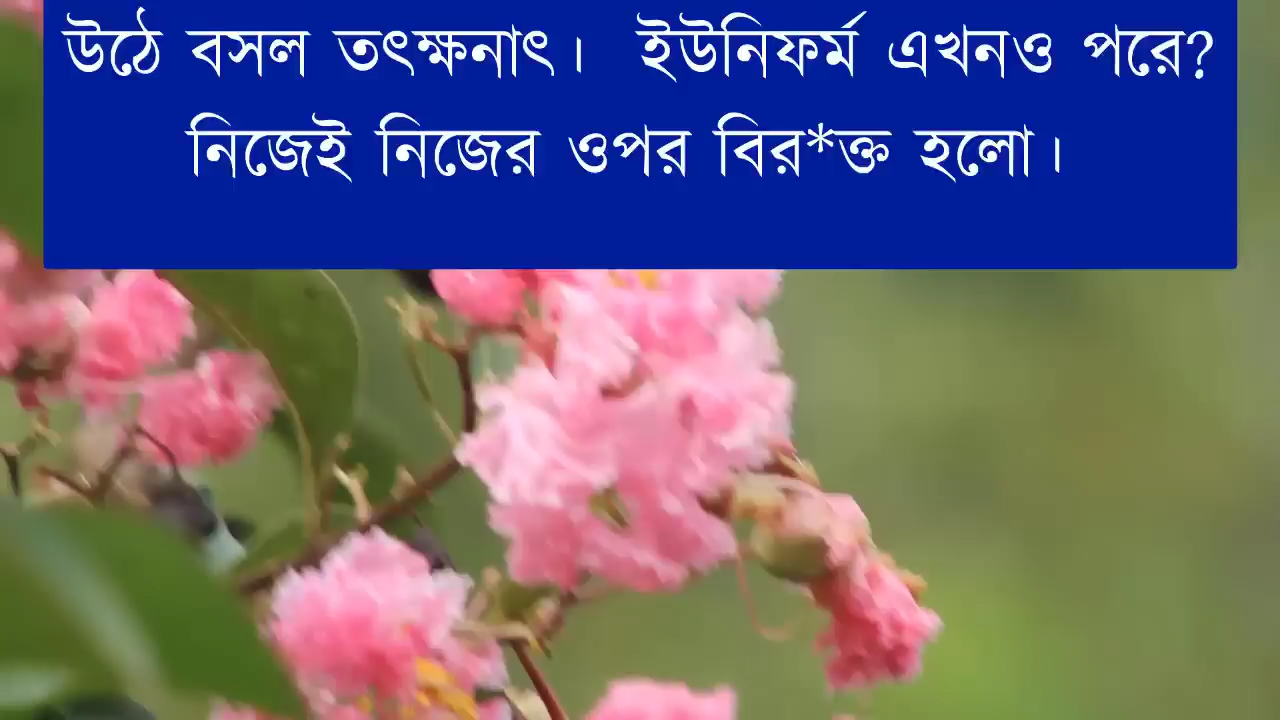 উঠে বসল তৎক্ষনাৎ। ইউনিফর্ম এখনও পরে?
নিজেই নিজের ওপর বির*ক্ত হলো।